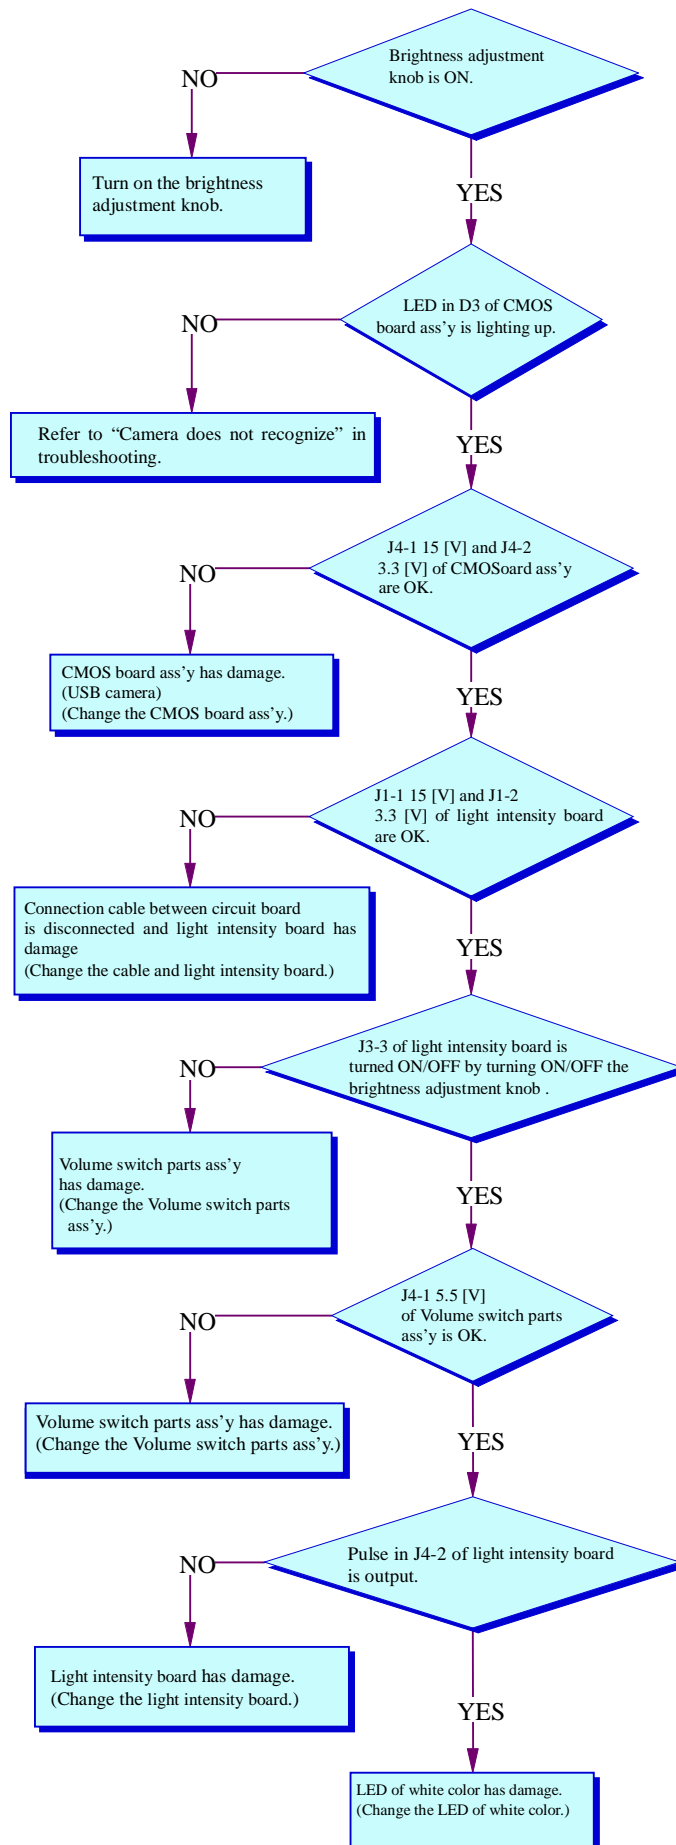 Brightness adjustment
knob is ON.
NO
Turn on the brightness
adjustment knob.
YES
LED in D3 of CMOS
board ass’y is lighting up.
NO
Refer to “Camera does not recognize” in
troubleshooting.
YES
J4-1 15 [V] and J4-2
3.3 [V] of CMOSoard ass’y
are OK.
NO
CMOS board ass’y has damage.
(USB camera)
(Change the CMOS board ass’y.)
YES
J1-1 15 [V] and J1-2
3.3 [V] of light intensity board
are OK.
NO
Connection cable between circuit board
is disconnected and light intensity board has
damage
(Change the cable and light intensity board.)
YES
J3-3 of light intensity board is
turned ON/OFF by turning ON/OFF the
brightness adjustment knob .
NO
Volume switch parts ass’y
has damage.
(Change the Volume switch parts
ass’y.)
YES
J4-1 5.5 [V]
of Volume switch parts
ass’y is OK.
NO
Volume switch parts ass’y has damage.
(Change the Volume switch parts ass’y.)
YES
Pulse in J4-2 of light intensity board
is output.
NO
Light intensity board has damage.
(Change the light intensity board.)
YES
LED of white color has damage.
(Change the LED of white color.)